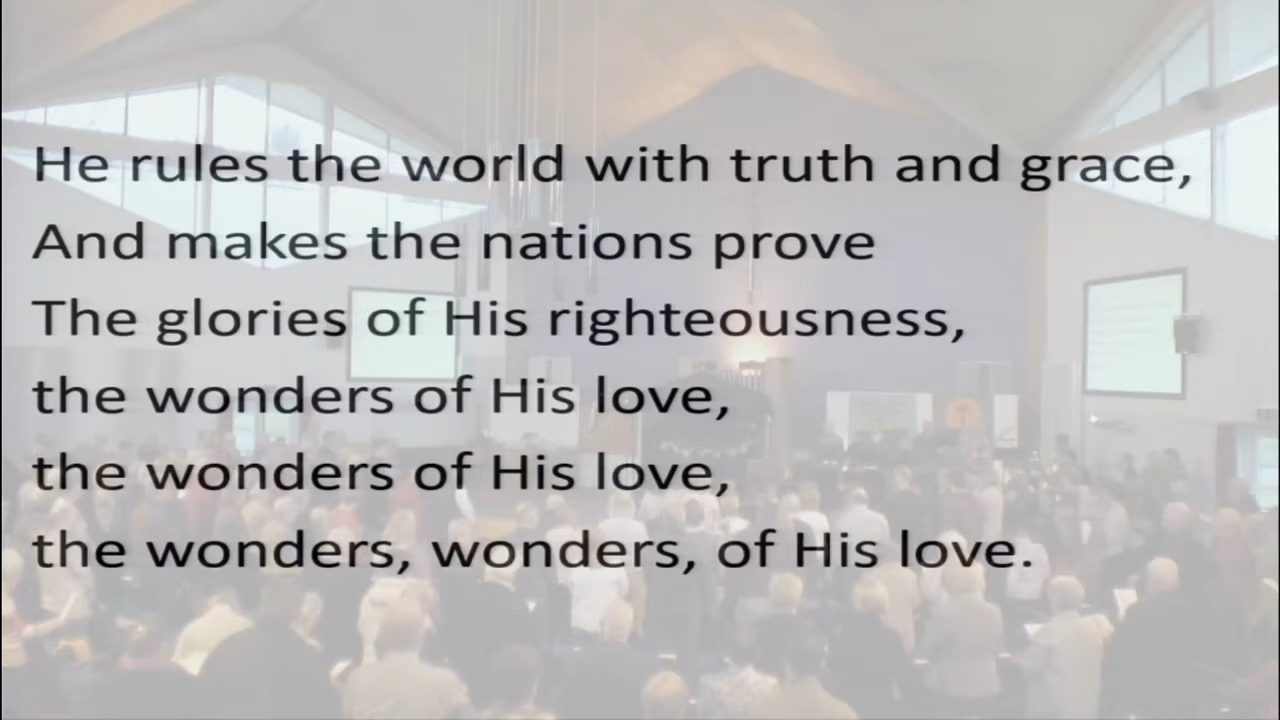 He rules the world with truth and grace,
And makes the nations prove
The glories of His righteousness,
the wonders of His love,
the wonders of His love,
the wonders, wonders, of His love.